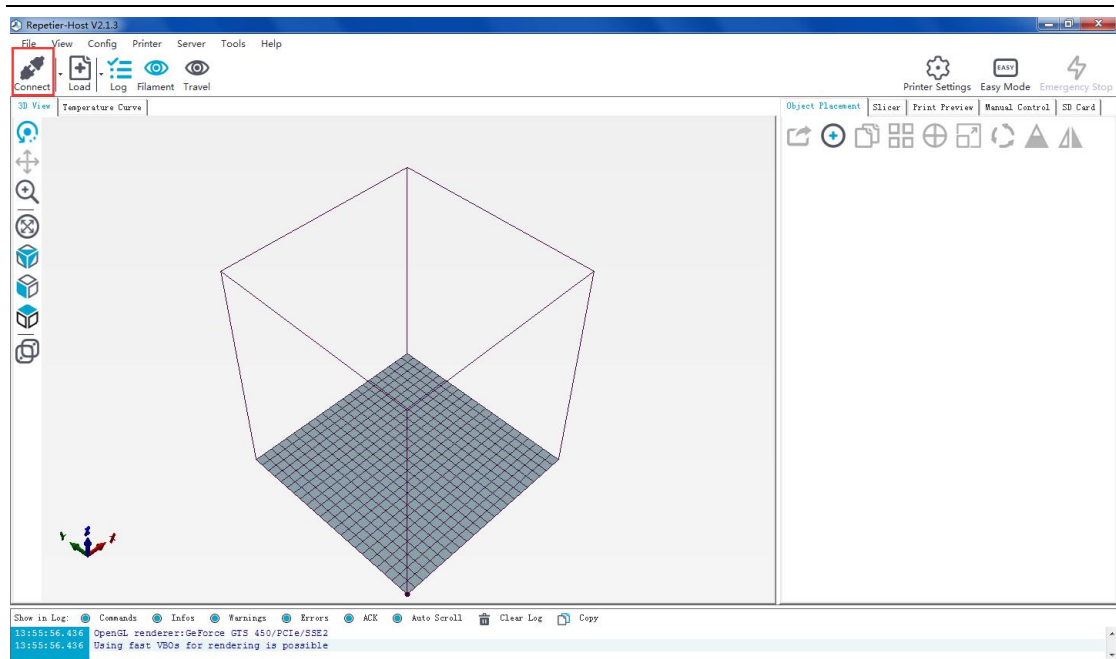 Repetier-Host V2.1.3
File View Config Printer Server Tools Help
Connect Load Log Filament Travel Printer Settings EASY Easy Mode Emergency Stop
3D View Temperature Curve Object Placement Slicer Print Preview Manual Control SD Card
Y Z X
Show in Log: Commands Infos Warnings Errors ACK Auto Scroll Clear Log Copy
13:55:56.436 OpenGL renderer:GeForce GTS 450/PCIe/SSE2
13:55:56.436 Using fast VBOs for rendering is possible